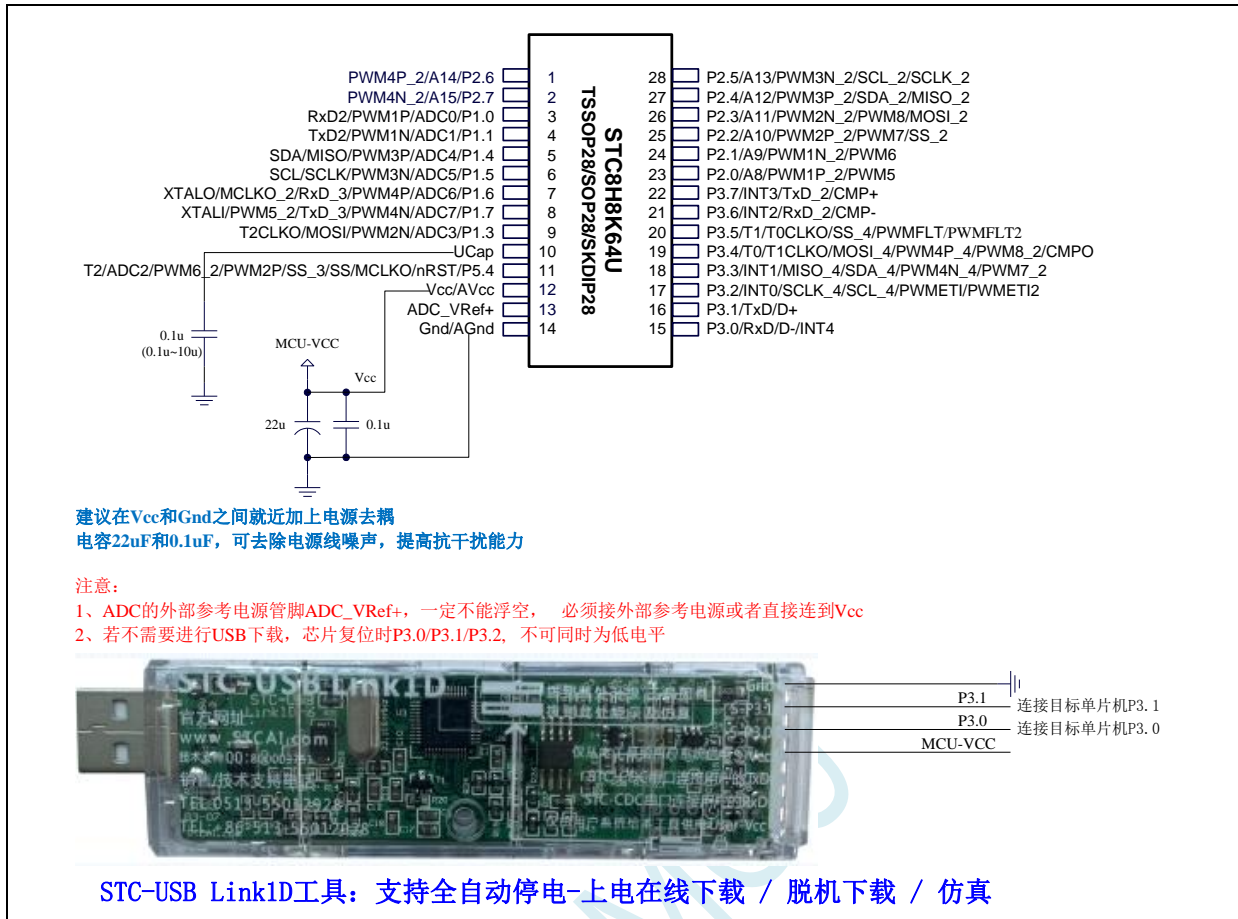 PWM4P_2/A14/P2.6
PWM4N_2/A15/P2.7
RxD2/PWM1P/ADC0/P1.0
TxD2/PWM1N/ADC1/P1.1
SDA/MISO/PWM3P/ADC4/P1.4
SCL/SCLK/PWM3N/ADC5/P1.5
XTALO/MCLKO_2/RxD_3/PWM4P/ADC6/P1.6
XTALI/PWM5_2/TxD_3/PWM4N/ADC7/P1.7
T2CLKO/MOSI/PWM2N/ADC3/P1.3
UCap
T2/ADC2/PWM6_2/PWM2P/SS_3/SS/MCLKO/nRST/P5.4
Vcc/AVcc
ADC_VRef+
Gnd/AGnd
1
2
3
4
5
6
7
8
9
10
11
12
13
14
STC8H8K64U
TSSOP28/SOP28/SKDIP28
28
27
26
25
24
23
22
21
20
19
18
17
16
15
P2.5/A13/PWM3N_2/SCL_2/SCLK_2
P2.4/A12/PWM3P_2/SDA_2/MISO_2
P2.3/A11/PWM2N_2/PWM8/MOSI_2
P2.2/A10/PWM2P_2/PWM7/SS_2
P2.1/A9/PWM1N_2/PWM6
P2.0/A8/PWM1P_2/PWM5
P3.7/INT3/TxD_2/CMP+
P3.6/INT2/RxD_2/CMP-
P3.5/T1/T0CLKO/SS_4/PWMFLT/PWMFLT2
P3.4/T0/T1CLKO/MOSI_4/PWM4P_4/PWM8_2/CMPO
P3.3/INT1/MISO_4/SDA_4/PWM4N_4/PWM7_2
P3.2/INT0/SCLK_4/SCL_4/PWMETI/PWMETI2
P3.1/TxD/D+
P3.0/RxD/D-/INT4
0.1u
(0.1u~10u)
MCU-VCC
Vcc
22u
0.1u
建议在Vcc和Gnd之间就近加上电源去耦
电容22uF和0.1uF，可去除电源线噪声，提高抗干扰能力
注意：
1、ADC的外部参考电源管脚ADC_VRef+，一定不能浮空， 必须接外部参考电源或者直接连到Vcc
2、若不需要进行USB下载，芯片复位时P3.0/P3.1/P3.2, 不可同时为低电平
STC-USB Link1D
官方网址
Gnd
P3.1
连接目标单片机P3.1
P3.0
连接目标单片机P3.0
MCU-VCC
STC-USB Link1D工具：支持全自动停电-上电在线下载 / 脱机下载 / 仿真